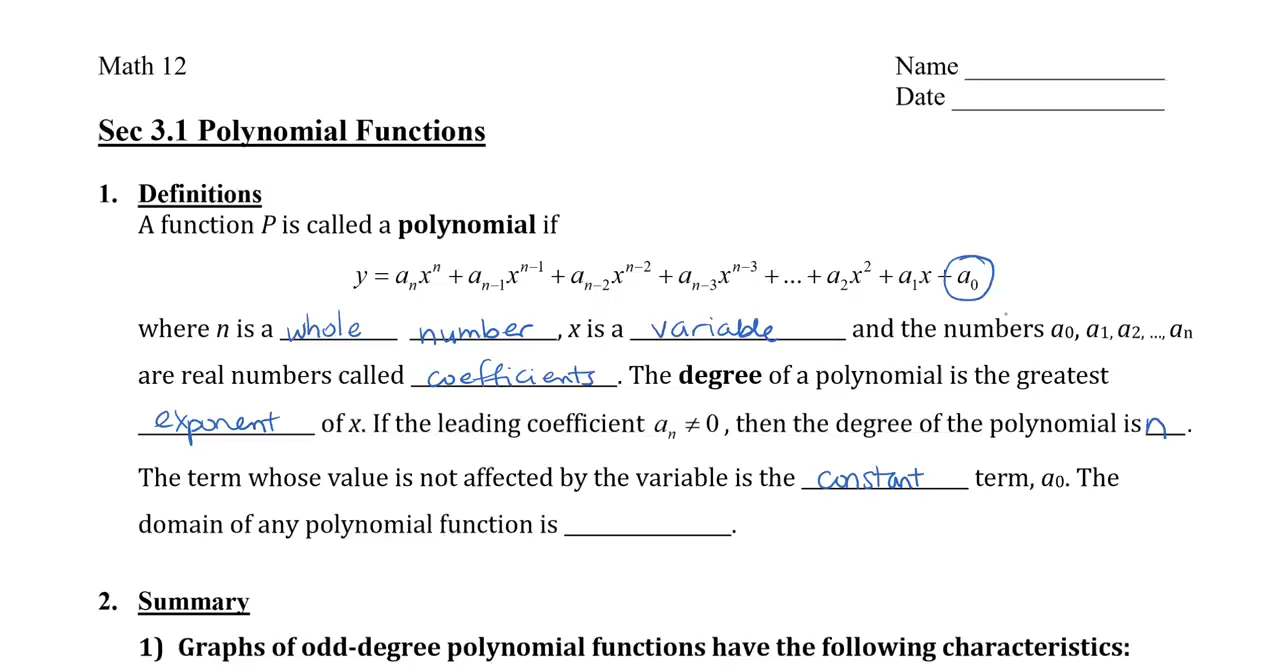 Math 12
Name ____________
Date ____________
Sec 3.1 Polynomial Functions
1. Definitions
A function P is called a polynomial if
y = aₙxⁿ + aₙ₋₁xⁿ⁻¹ + aₙ₋₂xⁿ⁻² + aₙ₋₃xⁿ⁻³ + ... + a₂x² + a₁x + a₀
where n is a whole number, x is a variable and the numbers a₀, a₁, a₂, ..., aₙ
are real numbers called coefficients. The degree of a polynomial is the greatest
exponent of x. If the leading coefficient aₙ ≠ 0, then the degree of the polynomial is n.
The term whose value is not affected by the variable is the constant term, a₀. The
domain of any polynomial function is ____________.
2. Summary
1) Graphs of odd-degree polynomial functions have the following characteristics: